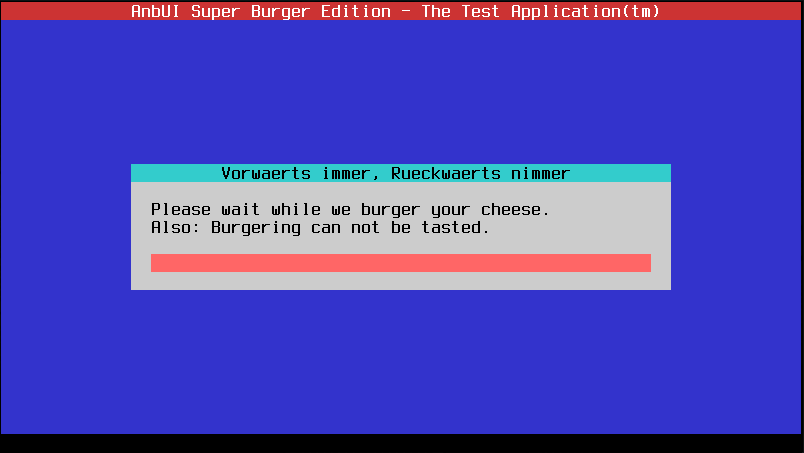 AnbUI Super Burger Edition - The Test Application(tm)
Vorwaerts immer, Rueckwaerts nimmer
Please wait while we burger your cheese.
Also: Burgering can not be tasted.